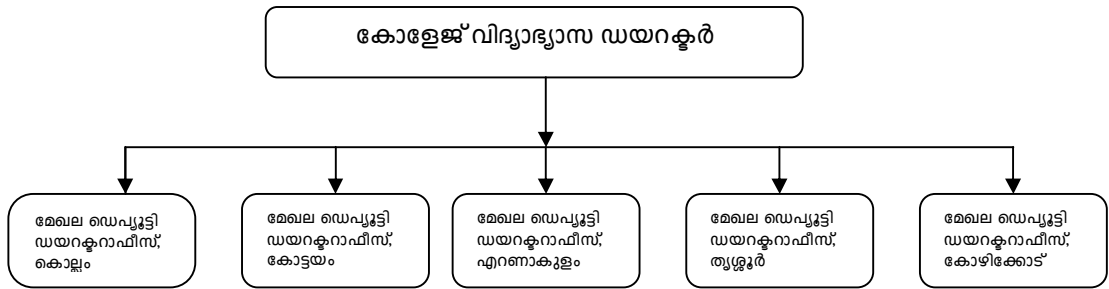 കോളേജ് വിദ്യാഭ്യാസ ഡയറക്ടർ
മേഖല ഡെപ്യൂട്ടി
ഡയറക്ടറാഫീസ്,
കൊല്ലം
മേഖല ഡെപ്യൂട്ടി
ഡയറക്ടറാഫീസ്,
കോട്ടയം
മേഖല ഡെപ്യൂട്ടി
ഡയറക്ടറാഫീസ്,
എറണാകുളം
മേഖല ഡെപ്യൂട്ടി
ഡയറക്ടറാഫീസ്,
തൃശ്ശൂർ
മേഖല ഡെപ്യൂട്ടി
ഡയറക്ടറാഫീസ്,
കോഴിക്കോട്